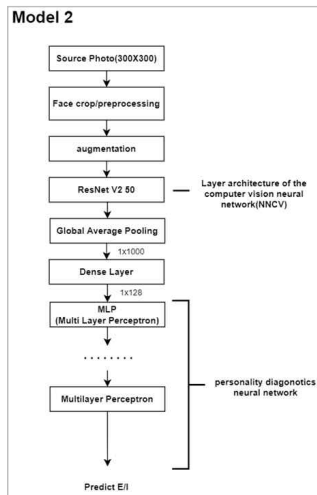 Model 2
Source Photo(300X300)
Face crop/preprocessing
augmentation
ResNet V2 50
Layer architecture of the
computer vision neural
network(NNCV)
Global Average Pooling
1x1000
Dense Layer
1x128
MLP
(Multi Layer Perceptron)
. . . . . . . .
personality diagonotics
neural network
Multilayer Perceptron
Predict E/I